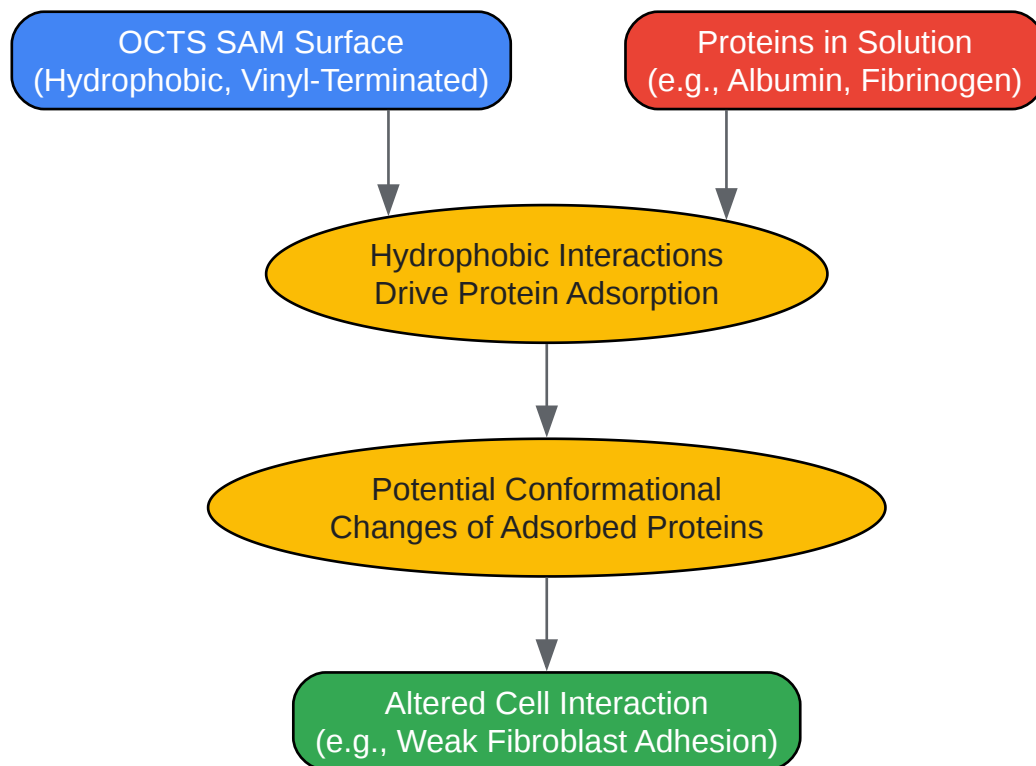 OCTS SAM Surface
(Hydrophobic, Vinyl-Terminated)
Proteins in Solution
(e.g., Albumin, Fibrinogen)
Hydrophobic Interactions
Drive Protein Adsorption
Potential Conformational
Changes of Adsorbed Proteins
Altered Cell Interaction
(e.g., Weak Fibroblast Adhesion)